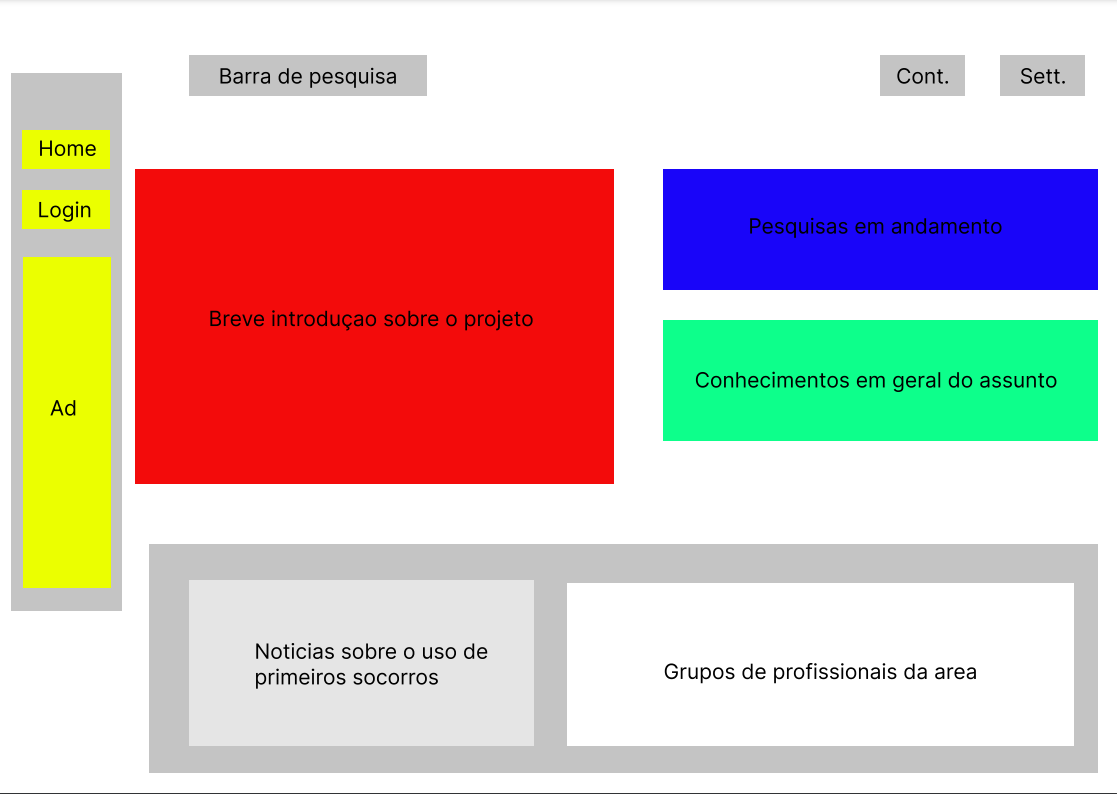 Barra de pesquisa
Cont.
Sett.
Home
Login
Ad
Breve introduçao sobre o projeto
Pesquisas em andamento
Conhecimentos em geral do assunto
Noticias sobre o uso de
primeiros socorros
Grupos de profissionais da area